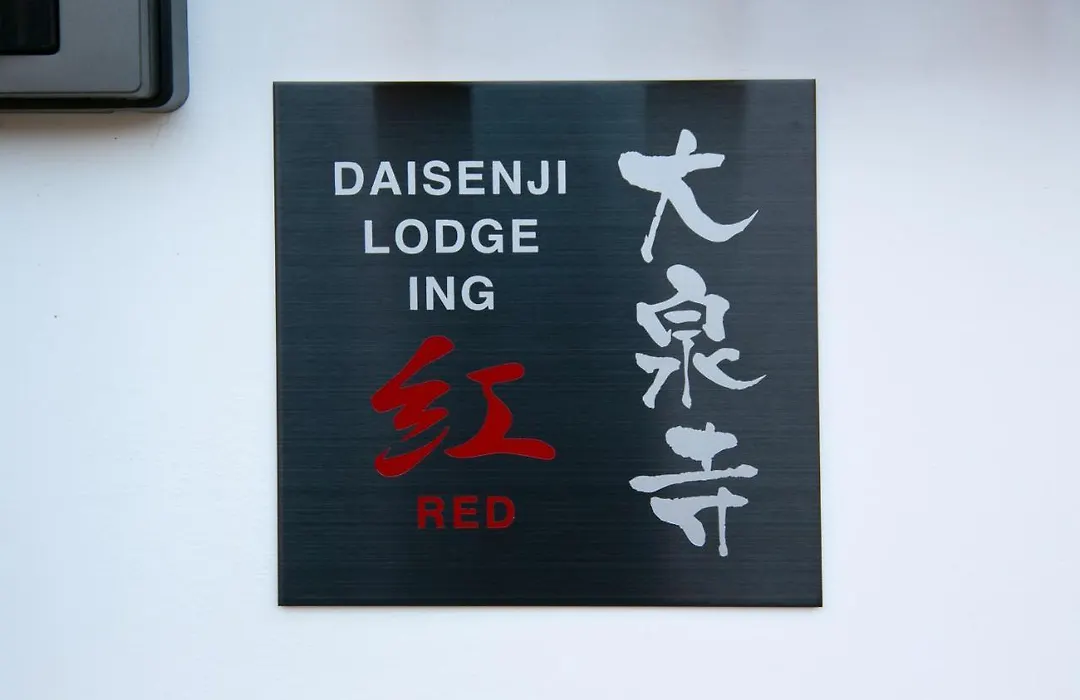 DAISENJI
LODGE
ING
紅
RED
大泉寺